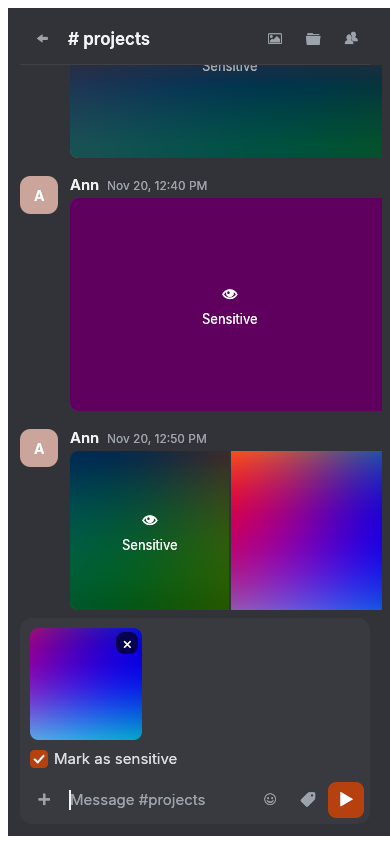 # projects
Sensitive
A
Ann Nov 20, 12:40 PM
Sensitive
A
Ann Nov 20, 12:50 PM
Sensitive
Mark as sensitive
Message #projects